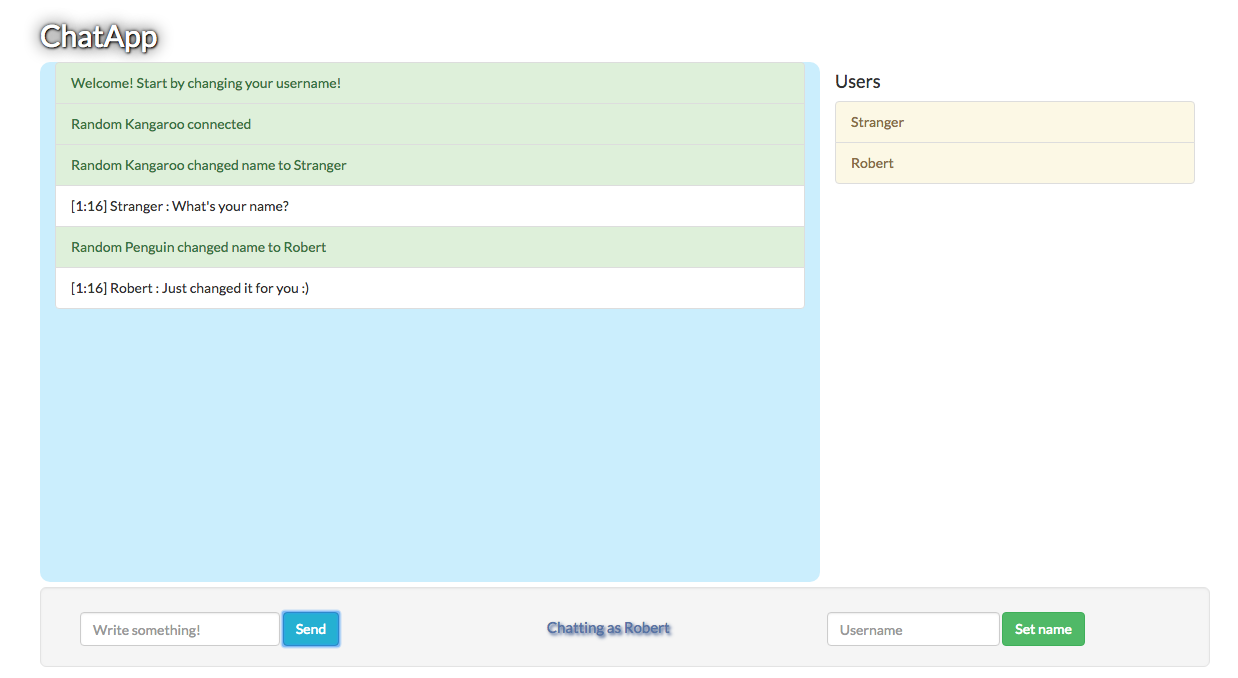 ChatApp
Welcome! Start by changing your username!
Random Kangaroo connected
Random Kangaroo changed name to Stranger
[1:16] Stranger : What's your name?
Random Penguin changed name to Robert
[1:16] Robert : Just changed it for you :)
Users
Stranger
Robert
Write something!
Send
Chatting as Robert
Username
Set name